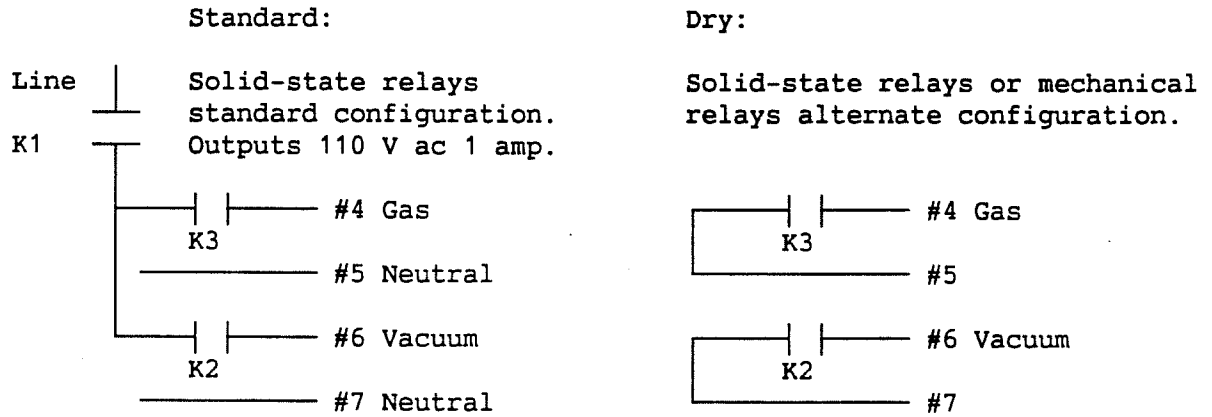 Standard:
Line
K1
Solid-state relays
standard configuration.
Outputs 110 V ac 1 amp.
#4 Gas
K3
#5 Neutral
#6 Vacuum
K2
#7 Neutral
Dry:
Solid-state relays or mechanical
relays alternate configuration.
#4 Gas
K3
#5
#6 Vacuum
K2
#7